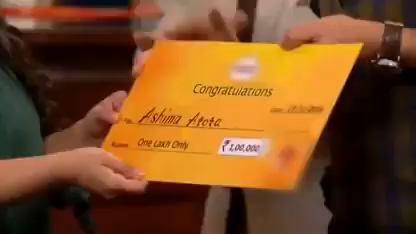 Congratulations
Ashima Arora
One Lakh Only ₹1,00,000